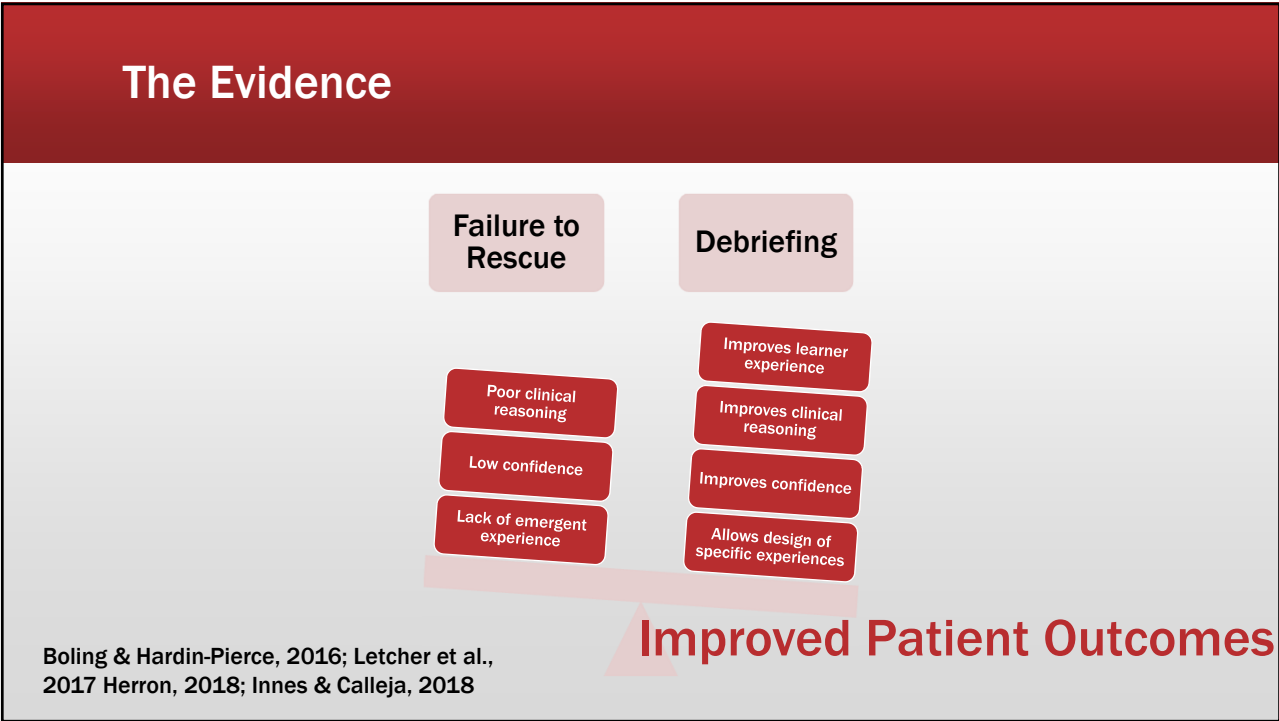 The Evidence
Failure to
Rescue
Debriefing
Poor clinical
reasoning
Low confidence
Lack of emergent
experience
Improves learner
experience
Improves clinical
reasoning
Improves confidence
Allows design of
specific experiences
Improved Patient Outcomes
Boling & Hardin-Pierce, 2016; Letcher et al.,
2017 Herron, 2018; Innes & Calleja, 2018